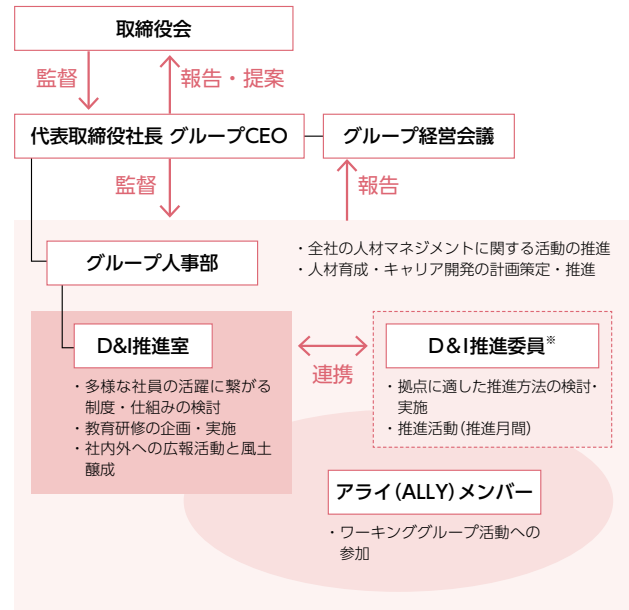 取締役会
監督
報告・提案
代表取締役社長 グループCEO
グループ経営会議
監督
報告
グループ人事部
・全社の人材マネジメントに関する活動の推進
・人材育成・キャリア開発の計画策定・推進
D&I推進室
・多様な社員の活躍に繋がる
制度・仕組みの検討
・教育研修の企画・実施
・社内外への広報活動と風土
醸成
連携
D&I推進委員※
・拠点に適した推進方法の検討・
実施
・推進活動(推進月間)
アライ(ALLY)メンバー
・ワーキンググループ活動への
参加